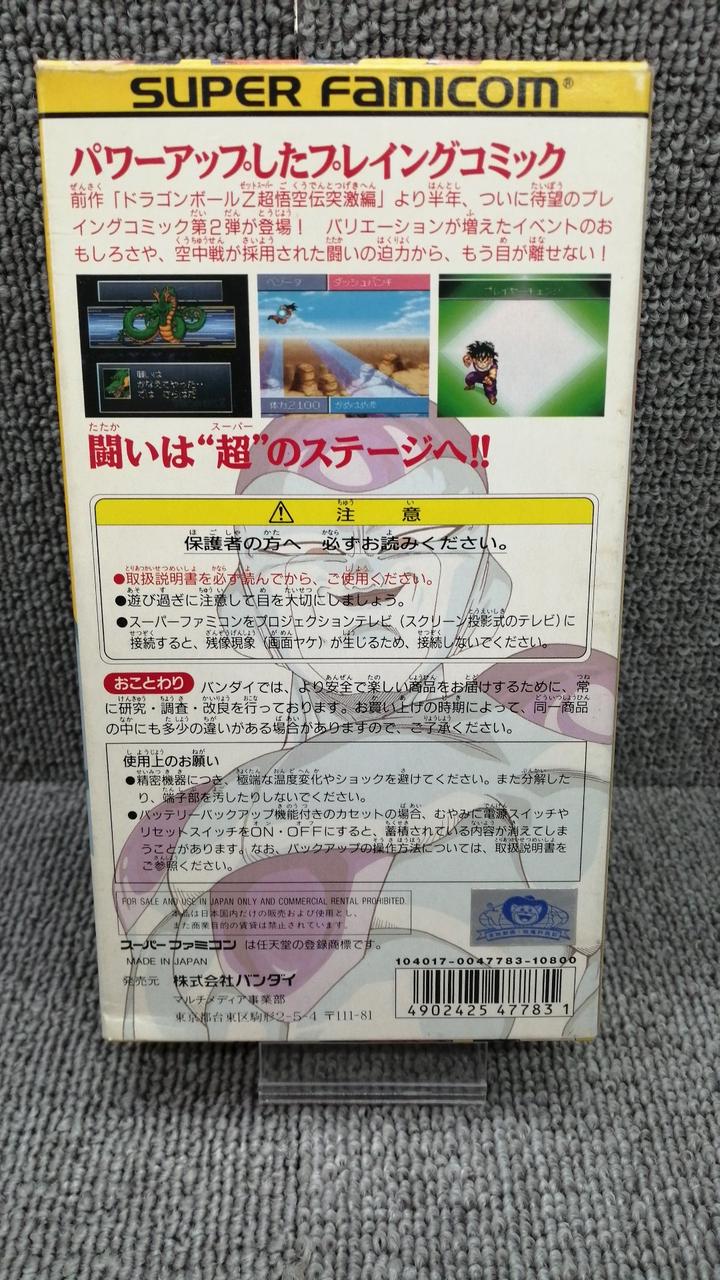 SUPER FAMICOM®
パワーアップしたプレイングコミック
前作「ドラゴンボールZ超悟空伝突激編」より半年、ついに待望のプレ
イングコミック第2弾が登場! バリエーションが増えたイベントのお
もしろさや、空中戦が採用された闘いの迫力から、もう目が離せない!
願いは
かなえてやった・・
では さらばだ
ベジータ ダッシュパンチ
体力2100 かめはめ波
プレイヤーチェンジ
闘いは“超”のステージへ!!
注意
保護者の方へ 必ずお読みください。
●取扱説明書を必ず読んでから、ご使用ください。
●遊び過ぎに注意して目を大切にしましょう。
●スーパーファミコンをプロジェクションテレビ(スクリーン投影式のテレビ)に
接続すると、残像現象(画面ヤケ)が生じるため、接続しないでください。
おことわり バンダイでは、より安全で楽しい商品をお届けするために、常
に研究・調査・改良を行っております。お買い上げの時期によって、同一商品
の中にも多少の違いがある場合がありますので、ご了承ください。
使用上のお願い
●精密機器につき、極端な温度変化やショックを避けてください。また分解した
り、端子部を汚したりしないでください。
●バッテリーバックアップ機能付きのカセットの場合、むやみに電源スイッチや
リセットスイッチをON・OFFにすると、蓄積されている内容が消えてしま
うことがあります。なお、バックアップの操作方法については、取扱説明書を
ご参照ください。
FOR SALE AND USE IN JAPAN ONLY AND COMMERCIAL RENTAL PROHIBITED.
本品は日本国内だけの販売および使用とし、
また商業目的の賃貸は禁止されています。
スーパーファミコン は任天堂の登録商標です。
MADE IN JAPAN
発売元 株式会社バンダイ
マルチメディア事業部
東京都台東区駒形2-5-4 〒111-81
104017-0047783-10800
4902425 477831